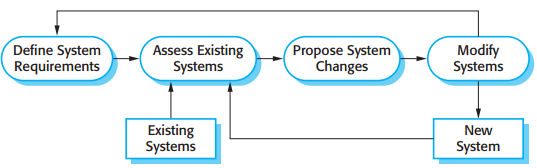 Define System
Requirements
Assess Existing
Systems
Propose System
Changes
Modify
Systems
Existing
Systems
New
System